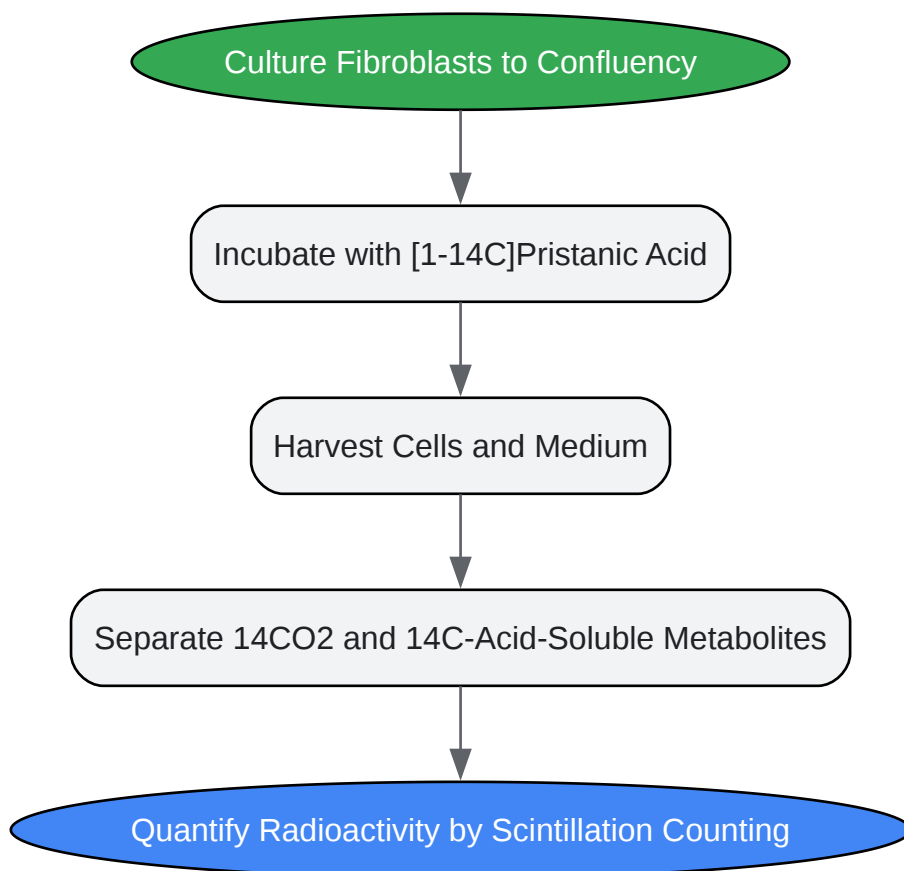 Culture Fibroblasts to Confluency
Incubate with [1-14C]Pristanic Acid
Harvest Cells and Medium
Separate 14CO2 and 14C-Acid-Soluble Metabolites
Quantify Radioactivity by Scintillation Counting